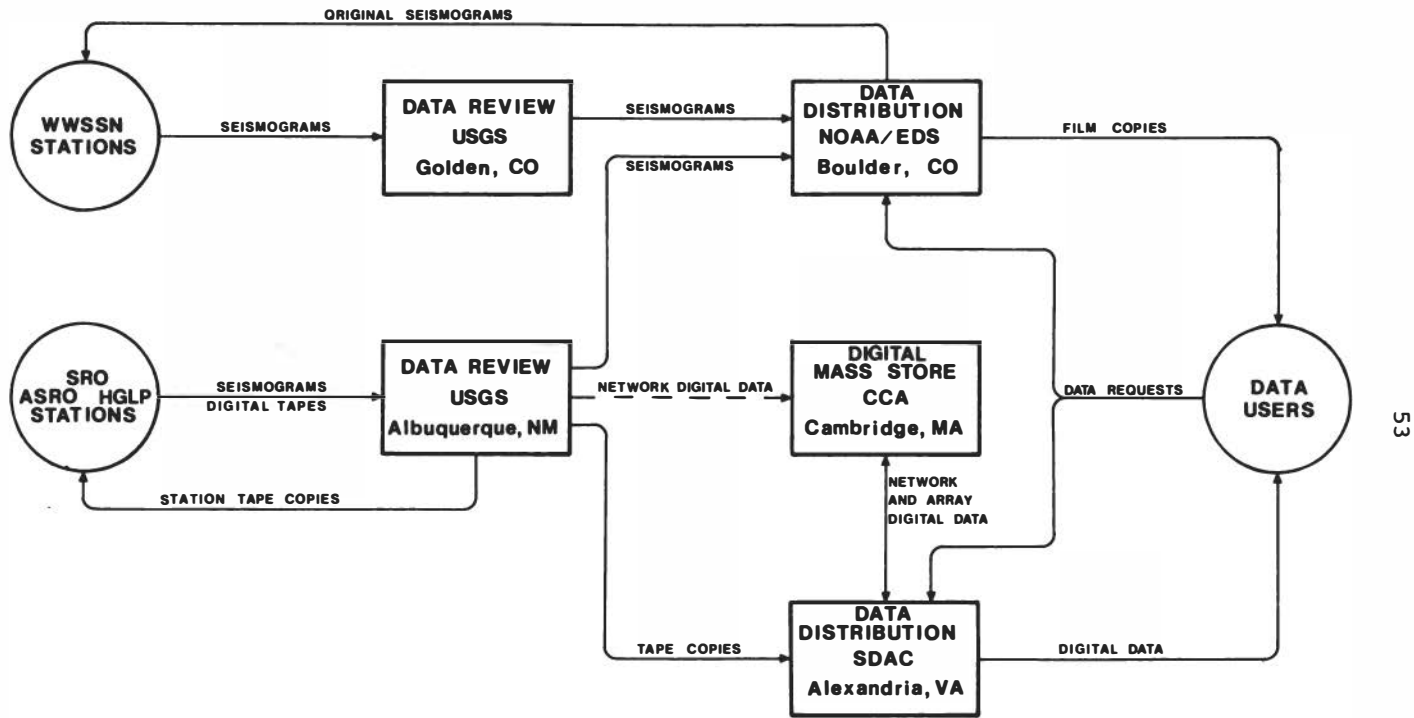 ORIGINAL SEISMOGRAMS
WWSSN
STATIONS
SEISMOGRAMS
DATA REVIEW
USGS
Golden, CO
SEISMOGRAMS
SEISMOGRAMS
DATA
DISTRIBUTION
NOAA/EDS
Boulder, CO
FILM COPIES
SRO
ASRO HGLP
STATIONS
SEISMOGRAMS
DIGITAL TAPES
DATA REVIEW
USGS
Albuquerque, NM
NETWORK DIGITAL DATA
DIGITAL
MASS STORE
CCA
Cambridge, MA
DATA REQUESTS
DATA
USERS
STATION TAPE COPIES
NETWORK
AND ARRAY
DIGITAL DATA
TAPE COPIES
DATA
DISTRIBUTION
SDAC
Alexandria, VA
DIGITAL DATA
53